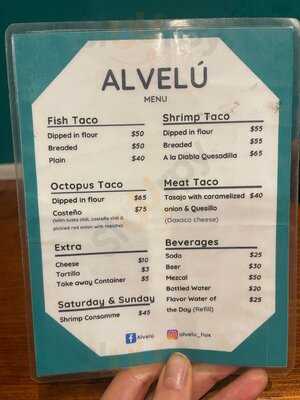 ALVELÚ
MENU
Fish Taco
Dipped in flour $50
Breaded $50
Plain $40
Shrimp Taco
Dipped in flour $55
Breaded $55
A la Diabla Quesadilla $65
Octopus Taco
Dipped in flour $65
Costeño $75
Meat Taco
Tasajo with caramelized $40
onion & Quesillo
(Oaxaca cheese)
Extra
Cheese $10
Tortilla $3
Take away Container $5
Saturday & Sunday
Shrimp Consomme $45
Beverages
Soda $25
Beer $30
Mezcal $50
Bottled Water $20
Flavor Water of $25
the Day (Refill)
Alvelú
alvelu_hux